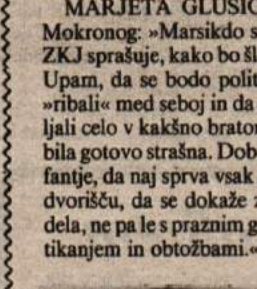 MARJETA GLUŠIČ
Mokronog: »Marsikdo s
ZKJ sprašuje, kako bo šl
Upam, da se bodo polit
»ribali« med seboj in da
ljali celo v kakšno brator
bila gotovo strašna. Dob
fantje, da naj sprva vsak
dvorišču, da se dokaže z
dela, ne pa le s praznim g
tikanjem in obtožbami.«